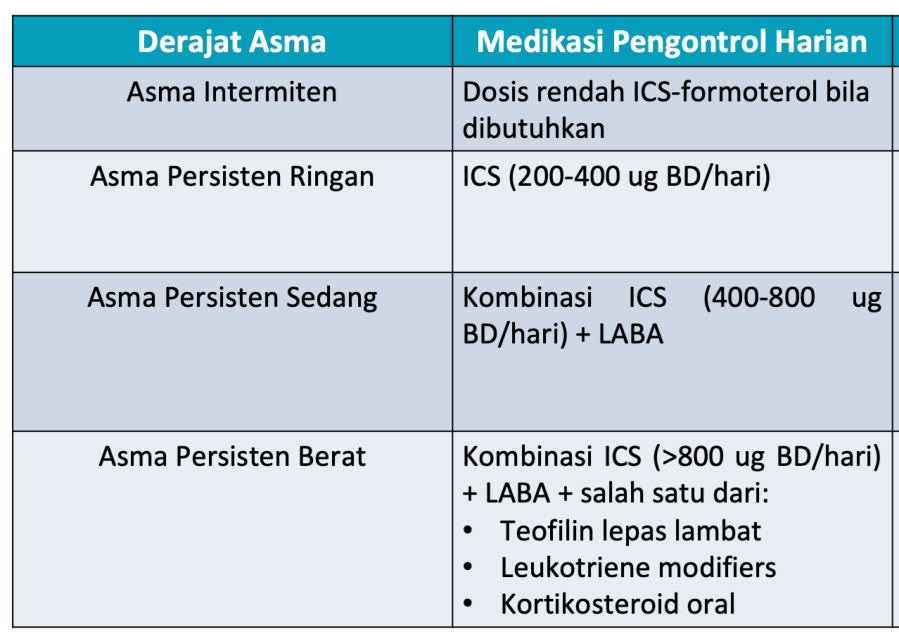 Derajat Asma
Medikasi Pengontrol Harian
Asma Intermiten
Dosis rendah ICS-formoterol bila
dibutuhkan
Asma Persisten Ringan
ICS (200-400 ug BD/hari)
Asma Persisten Sedang
Kombinasi ICS (400-800 ug
BD/hari) + LABA
Asma Persisten Berat
Kombinasi ICS (>800 ug BD/hari)
+ LABA + salah satu dari:
• Teofilin lepas lambat
• Leukotriene modifiers
• Kortikosteroid oral